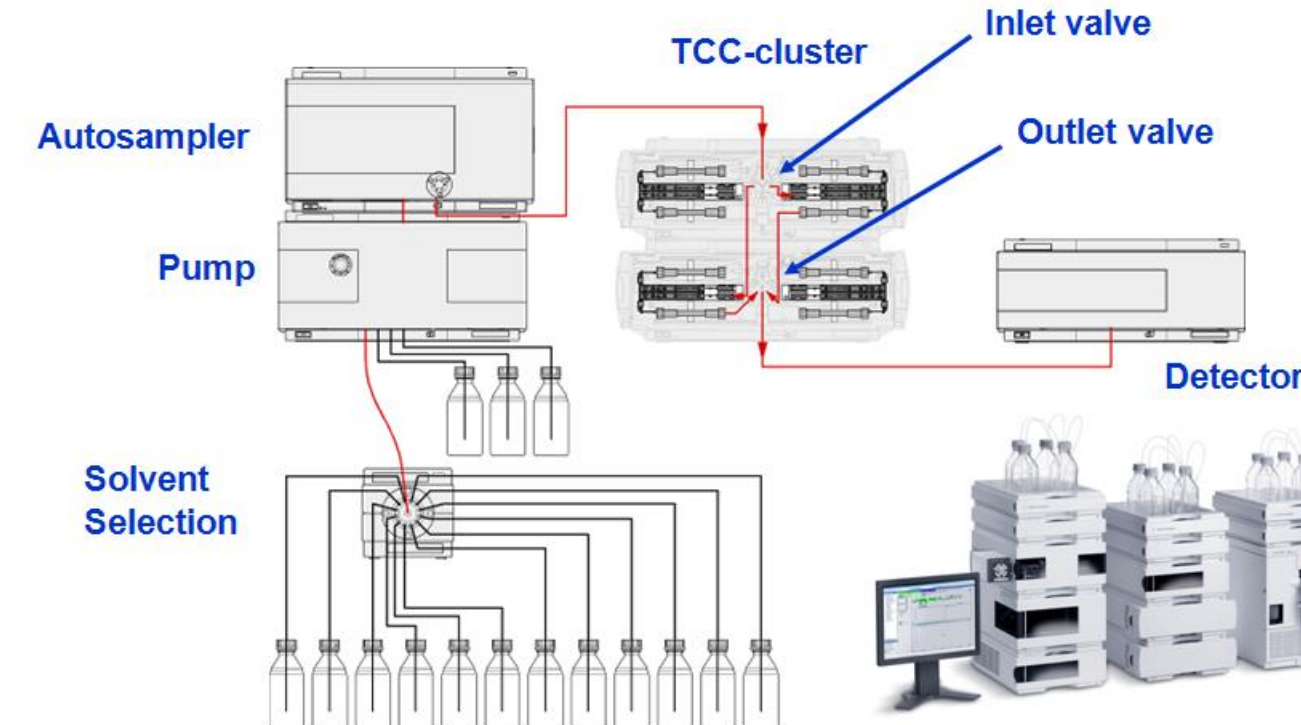 Inlet valve
TCC-cluster
Autosampler
Outlet valve
Pump
Detector
Solvent
Selection